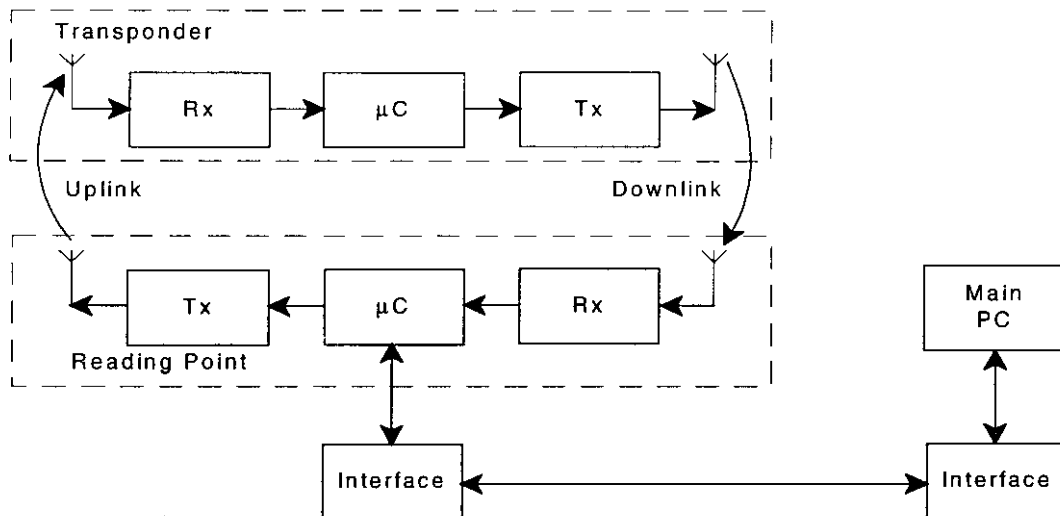 Transponder
Rx
μC
Tx
Uplink
Downlink
Tx
μC
Rx
Reading Point
Main
PC
Interface
Interface